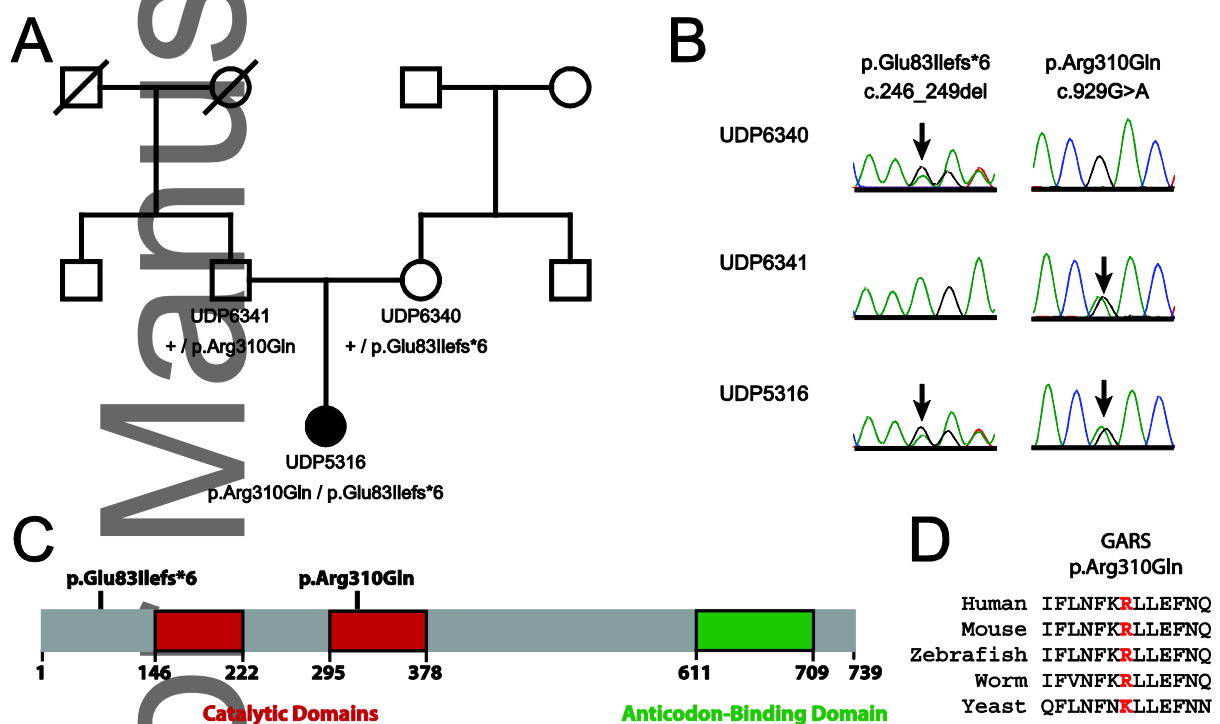 A
UDP6341
+ / p.Arg310Gln
UDP6340
+ / p.Glu83Ilefs*6
UDP5316
p.Arg310Gln / p.Glu83Ilefs*6
B
p.Glu83Ilefs*6
c.246_249del
p.Arg310Gln
c.929G>A
UDP6340
UDP6341
UDP5316
C
p.Glu83Ilefs*6
p.Arg310Gln
1 146 222 295 378 611 709 739
Catalytic Domains
Anticodon-Binding Domain
D
GARS
p.Arg310Gln
Human IFLNFKRLLEFNQ
Mouse IFLNFKRLLEFNQ
Zebrafish IFLNFKRLLEFNQ
Worm IFVNFKRLLEFNQ
Yeast QFLNFNKLLEFNN
Manus